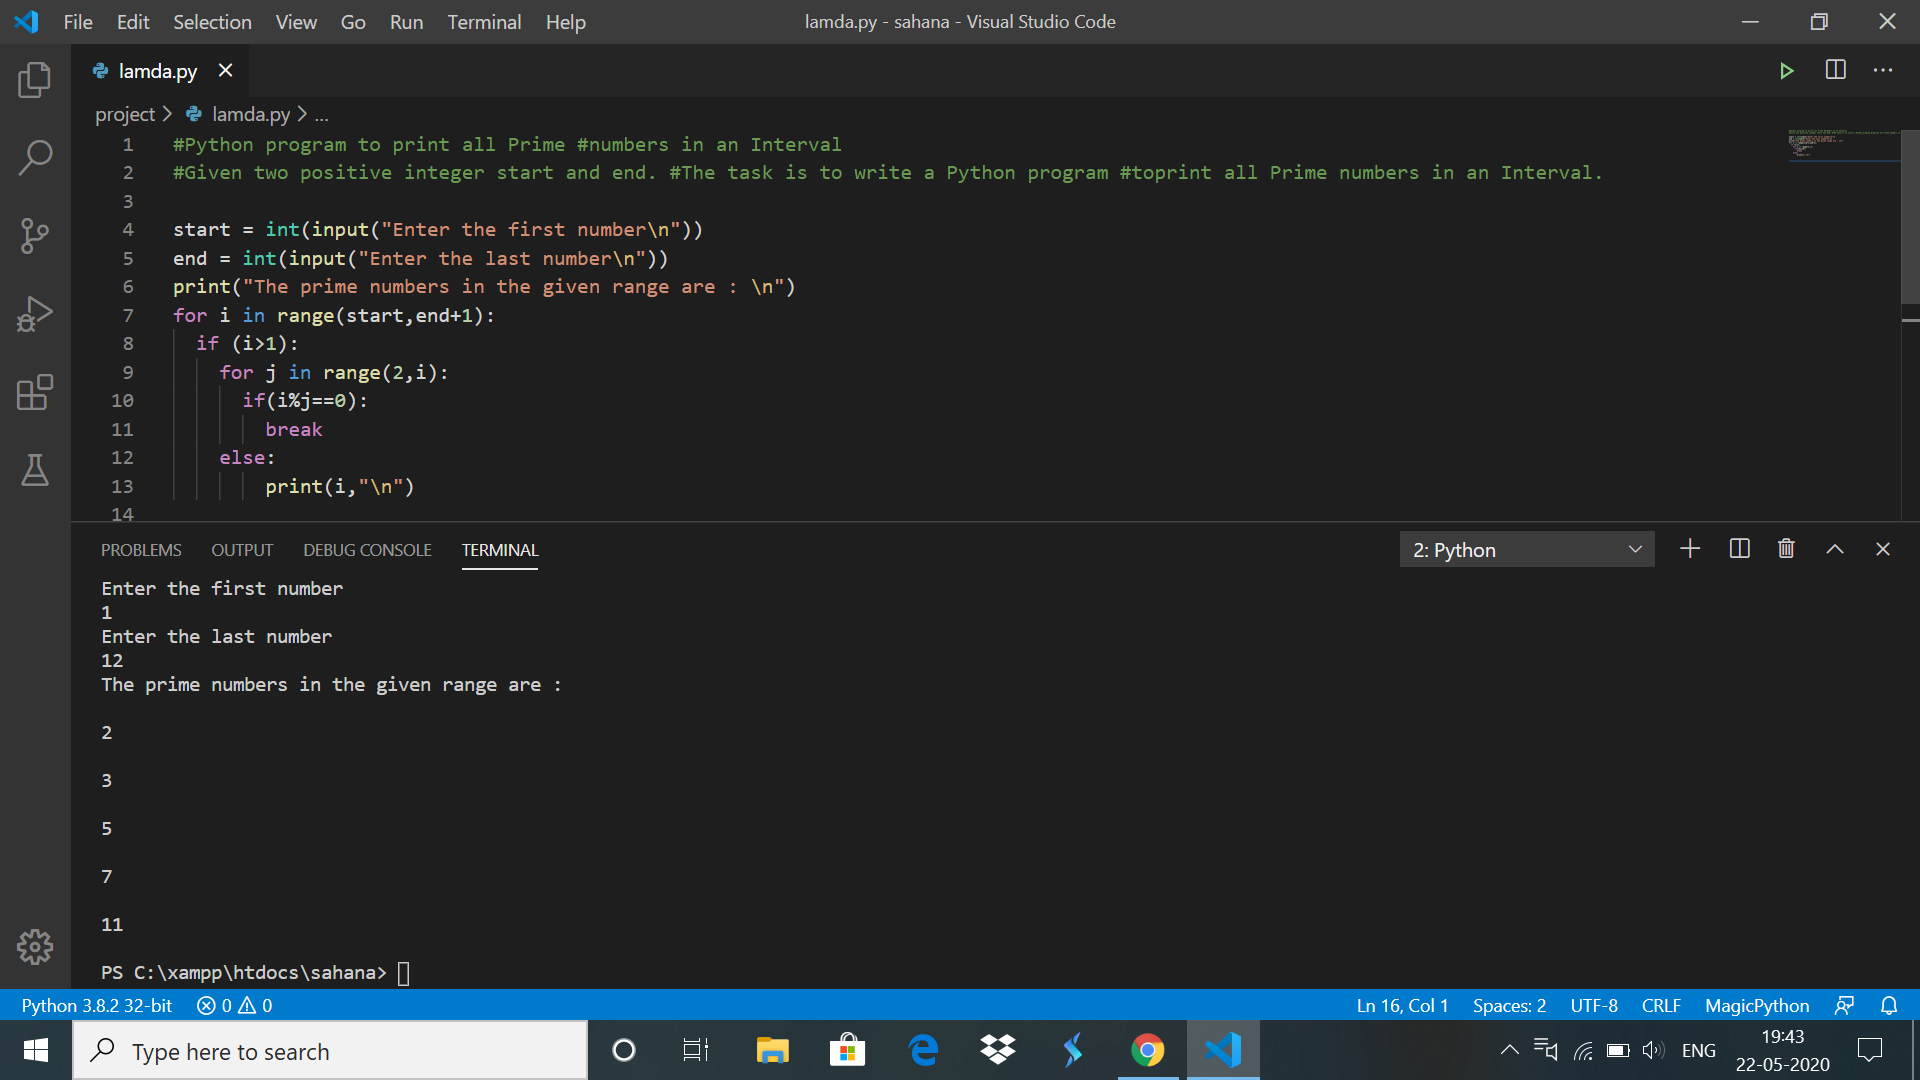 File Edit Selection View Go Run Terminal Help lamda.py - sahana - Visual Studio Code
lamda.py
project > lamda.py > ...
1 #Python program to print all Prime #numbers in an Interval
2 #Given two positive integer start and end. #The task is to write a Python program #toprint all Prime numbers in an Interval.
3
4 start = int(input("Enter the first number\n"))
5 end = int(input("Enter the last number\n"))
6 print("The prime numbers in the given range are : \n")
7 for i in range(start,end+1):
8   if (i>1):
9     for j in range(2,i):
10       if(i%j==0):
11         break
12     else:
13         print(i,"\n")
14
PROBLEMS OUTPUT DEBUG CONSOLE TERMINAL 2: Python
Enter the first number
1
Enter the last number
12
The prime numbers in the given range are :
2
3
5
7
11
PS C:\xampp\htdocs\sahana>
Python 3.8.2 32-bit 0 0 Ln 16, Col 1 Spaces: 2 UTF-8 CRLF MagicPython
Type here to search ENG 19:43
22-05-2020